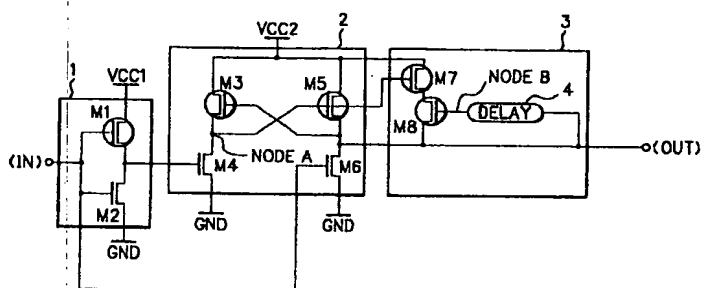 1
VCC1
M1
(IN)
M2
GND
2
VCC2
M3
M5
M4
NODE A
M6
GND
GND
3
M7
NODE B
4
M8
DELAY
(OUT)